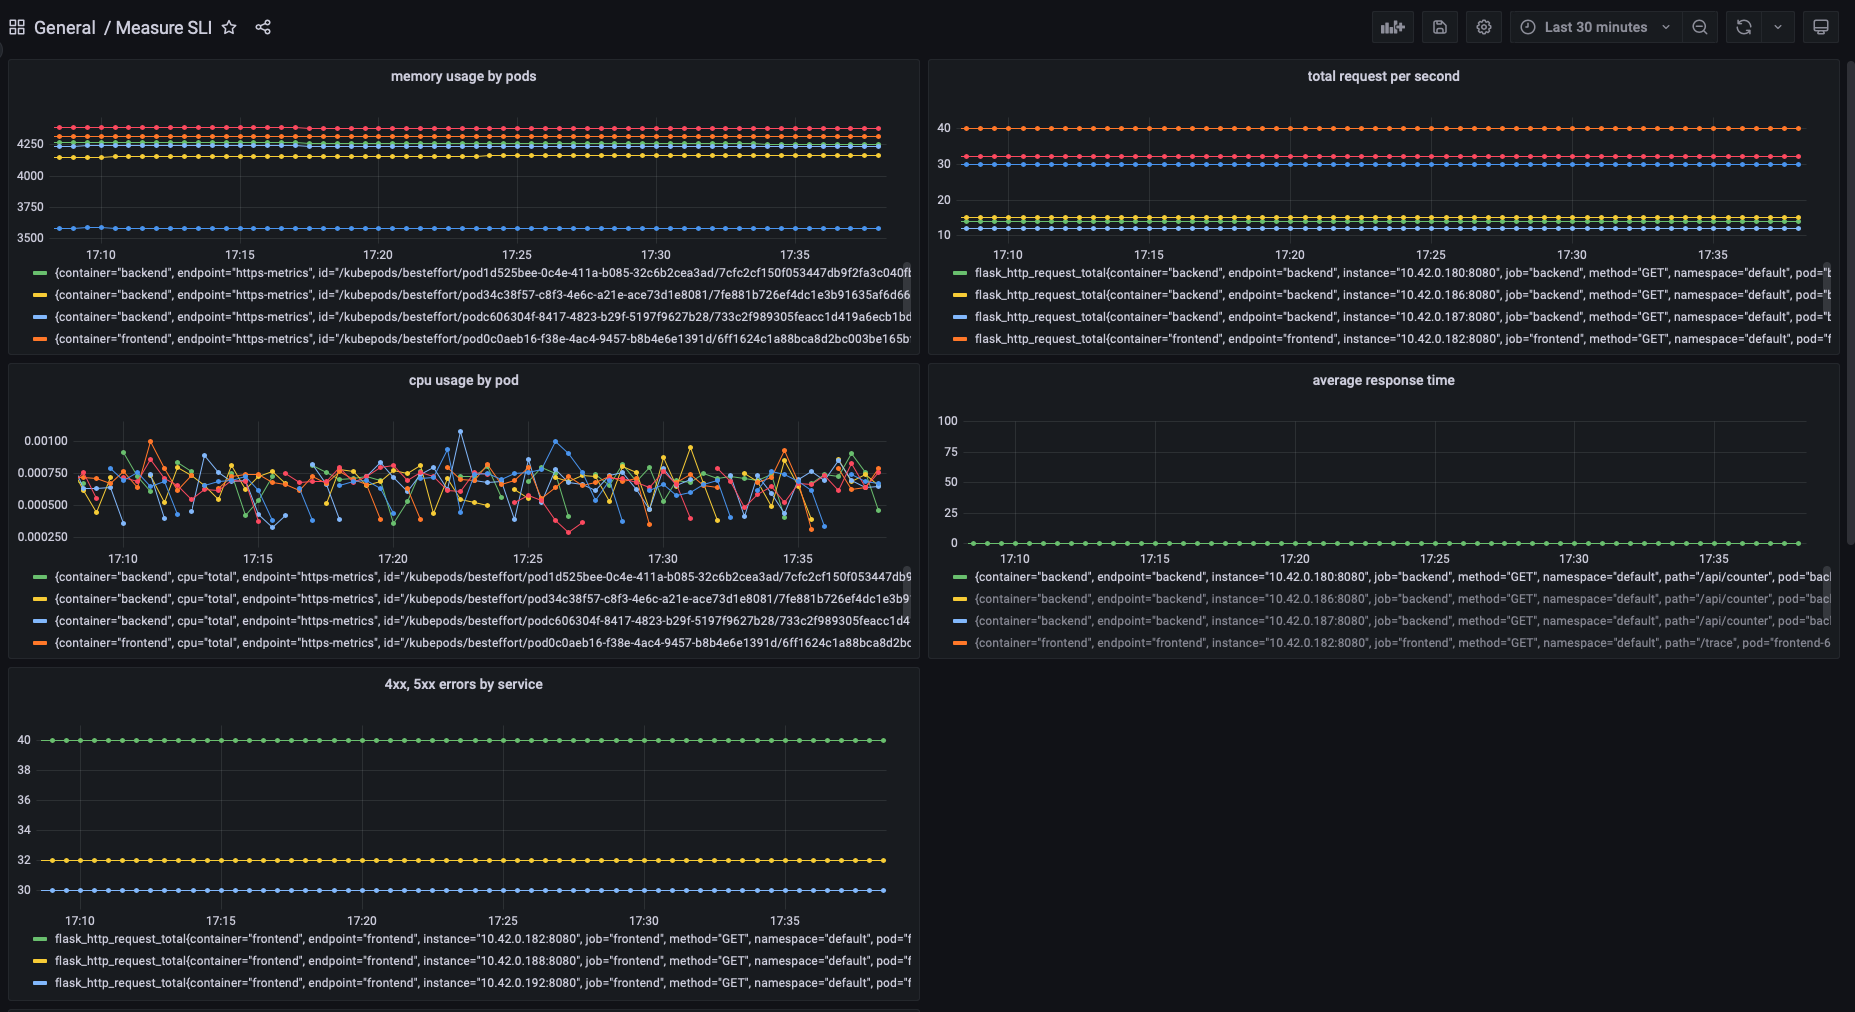 General / Measure SLI
Last 30 minutes
memory usage by pods
4250
4000
3750
3500
17:10 17:15 17:20 17:25 17:30 17:35
{container="backend", endpoint="https-metrics", id="/kubepods/besteffort/pod1d525bee-0c4e-411a-b085-32c6b2cea3ad/7cfc2cf150f053447db9f2fa3c040ft
{container="backend", endpoint="https-metrics", id="/kubepods/besteffort/pod34c38f57-c8f3-4e6c-a21e-ace73d1e8081/7fe881b726ef4dc1e3b91635af6d66
{container="backend", endpoint="https-metrics", id="/kubepods/besteffort/podc606304f-8417-4823-b29f-5197f9627b28/733c2f989305feacc1d419a6ecb1bd
{container="frontend", endpoint="https-metrics", id="/kubepods/besteffort/pod0c0aeb16-f38e-4ac4-9457-b8b4e6e1391d/6ff1624c1a88bca8d2bc003be165b
total request per second
40
30
20
10
17:10 17:15 17:20 17:25 17:30 17:35
flask_http_request_total{container="backend", endpoint="backend", instance="10.42.0.180:8080", job="backend", method="GET", namespace="default", pod="b
flask_http_request_total{container="backend", endpoint="backend", instance="10.42.0.186:8080", job="backend", method="GET", namespace="default", pod="b
flask_http_request_total{container="backend", endpoint="backend", instance="10.42.0.187:8080", job="backend", method="GET", namespace="default", pod="b
flask_http_request_total{container="frontend", endpoint="frontend", instance="10.42.0.182:8080", job="frontend", method="GET", namespace="default", pod="f
cpu usage by pod
0.00100
0.000750
0.000500
0.000250
17:10 17:15 17:20 17:25 17:30 17:35
{container="backend", cpu="total", endpoint="https-metrics", id="/kubepods/besteffort/pod1d525bee-0c4e-411a-b085-32c6b2cea3ad/7cfc2cf150f053447db9
{container="backend", cpu="total", endpoint="https-metrics", id="/kubepods/besteffort/pod34c38f57-c8f3-4e6c-a21e-ace73d1e8081/7fe881b726ef4dc1e3b9
{container="backend", cpu="total", endpoint="https-metrics", id="/kubepods/besteffort/podc606304f-8417-4823-b29f-5197f9627b28/733c2f989305feacc1d4
{container="frontend", cpu="total", endpoint="https-metrics", id="/kubepods/besteffort/pod0c0aeb16-f38e-4ac4-9457-b8b4e6e1391d/6ff1624c1a88bca8d2bc
average response time
100
75
50
25
0
17:10 17:15 17:20 17:25 17:30 17:35
{container="backend", endpoint="backend", instance="10.42.0.180:8080", job="backend", method="GET", namespace="default", path="/api/counter", pod="bacl
{container="backend", endpoint="backend", instance="10.42.0.186:8080", job="backend", method="GET", namespace="default", path="/api/counter", pod="bacl
{container="backend", endpoint="backend", instance="10.42.0.187:8080", job="backend", method="GET", namespace="default", path="/api/counter", pod="bacl
{container="frontend", endpoint="frontend", instance="10.42.0.182:8080", job="frontend", method="GET", namespace="default", path="/trace", pod="frontend-6
4xx, 5xx errors by service
40
38
36
34
32
30
17:10 17:15 17:20 17:25 17:30 17:35
flask_http_request_total{container="frontend", endpoint="frontend", instance="10.42.0.182:8080", job="frontend", method="GET", namespace="default", pod="f
flask_http_request_total{container="frontend", endpoint="frontend", instance="10.42.0.188:8080", job="frontend", method="GET", namespace="default", pod="f
flask_http_request_total{container="frontend", endpoint="frontend", instance="10.42.0.192:8080", job="frontend", method="GET", namespace="default", pod="f